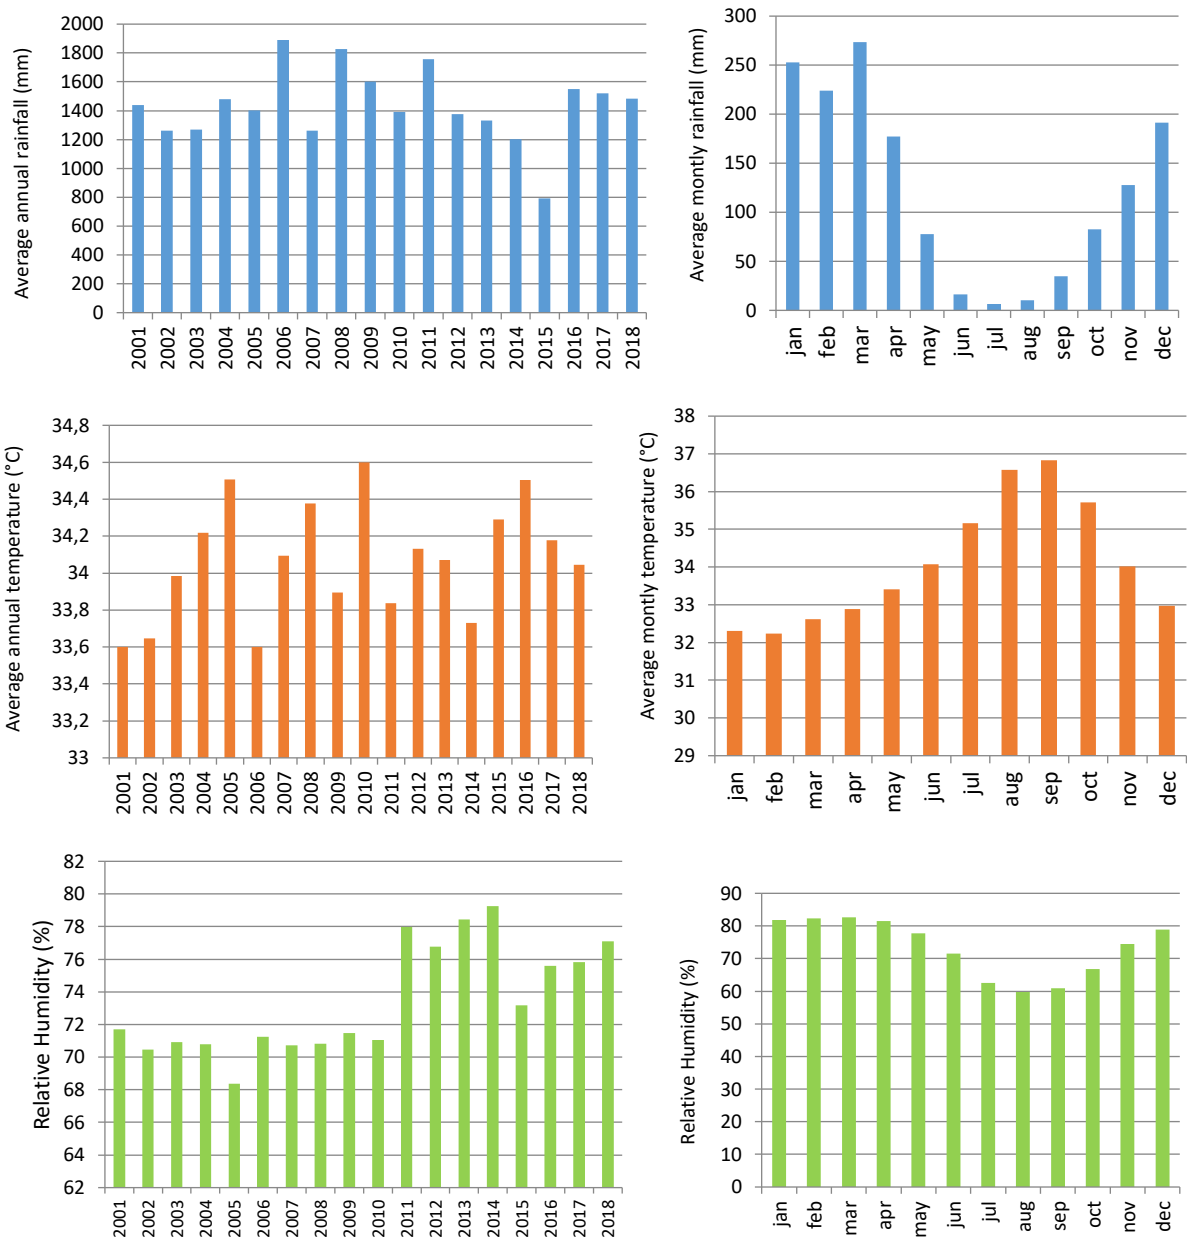 Average annual rainfall (mm)
2000
1800
1600
1400
1200
1000
800
600
400
200
0
2001
2002
2003
2004
2005
2006
2007
2008
2009
2010
2011
2012
2013
2014
2015
2016
2017
2018
Average montly rainfall (mm)
300
250
200
150
100
50
0
jan
feb
mar
apr
may
jun
jul
aug
sep
oct
nov
dec
Average annual temperature (°C)
34,8
34,6
34,4
34,2
34
33,8
33,6
33,4
33,2
33
2001
2002
2003
2004
2005
2006
2007
2008
2009
2010
2011
2012
2013
2014
2015
2016
2017
2018
Average montly temperature (°C)
38
37
36
35
34
33
32
31
30
29
jan
feb
mar
apr
may
jun
jul
aug
sep
oct
nov
dec
Relative Humidity (%)
82
80
78
76
74
72
70
68
66
64
62
2001
2002
2003
2004
2005
2006
2007
2008
2009
2010
2011
2012
2013
2014
2015
2016
2017
2018
Relative Humidity (%)
90
80
70
60
50
40
30
20
10
0
jan
feb
mar
apr
may
jun
jul
aug
sep
oct
nov
dec